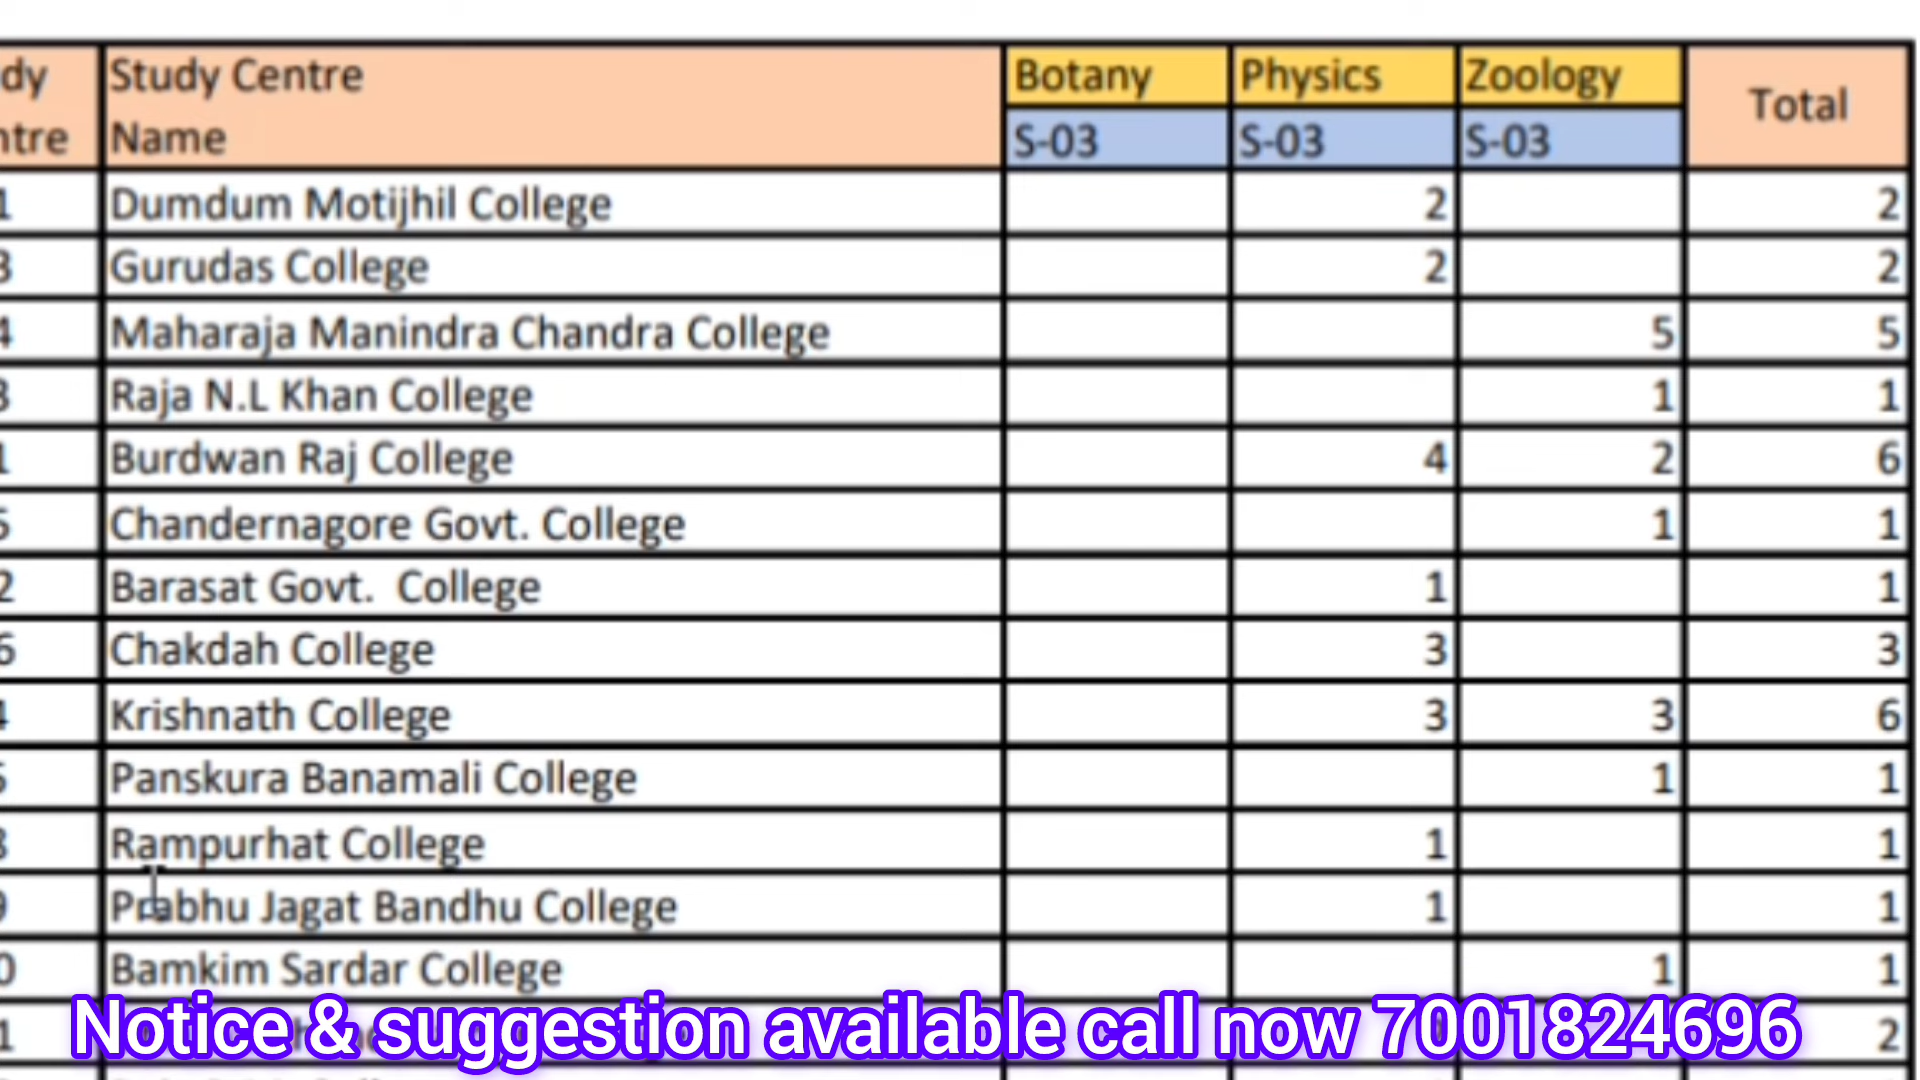 dy Study Centre Botany Physics Zoology Total
ntre Name S-03 S-03 S-03
1 Dumdum Motijhil College 2 2
3 Gurudas College 2 2
4 Maharaja Manindra Chandra College 5 5
3 Raja N.L Khan College 1 1
1 Burdwan Raj College 4 2 6
5 Chandernagore Govt. College 1 1
2 Barasat Govt. College 1 1
6 Chakdah College 3 3
4 Krishnath College 3 3 6
5 Panskura Banamali College 1 1
8 Rampurhat College 1 1
9 Prabhu Jagat Bandhu College 1 1
0 Bamkim Sardar College 1 1
1 2
Notice & suggestion available call now 7001824696